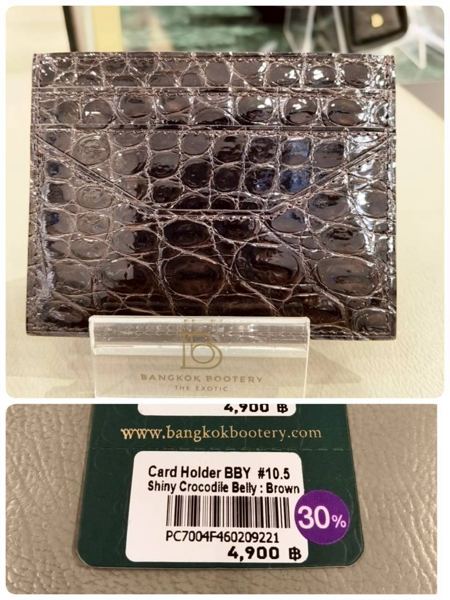 B
BANGKOK BOOTERY
THE EXOTIC
4,900 ฿
www.bangkokbootery.com
Card Holder BBY #10.5
Shiny Crocodile Belly : Brown
30%
PC7004F460209221
4,900 ฿